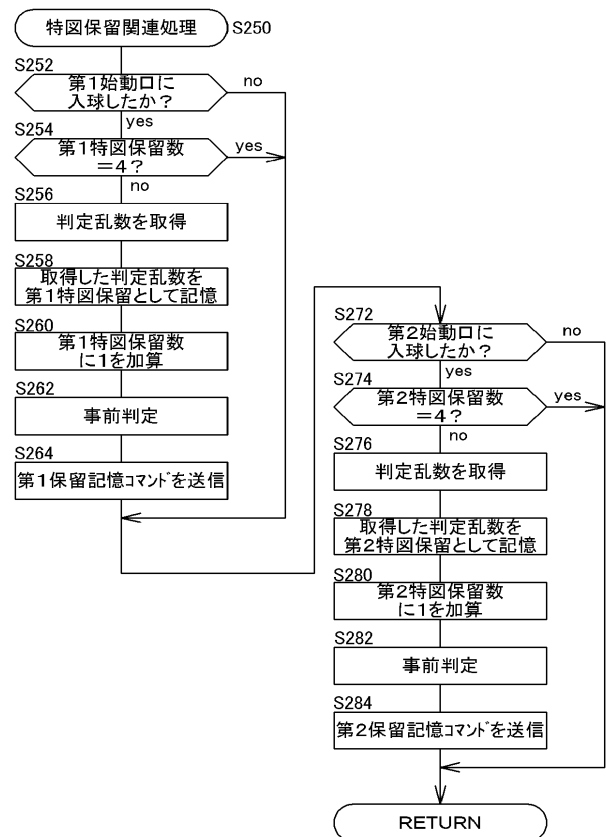 特図保留関連処理
S250
S252
第1始動口に
入球したか？
no
yes
S254
第1特図保留数
＝4？
yes
no
S256
判定乱数を取得
S258
取得した判定乱数を
第1特図保留として記憶
S260
第1特図保留数
に1を加算
S262
事前判定
S264
第1保留記憶ｺﾏﾝﾄﾞを送信
S272
第2始動口に
入球したか？
no
yes
S274
第2特図保留数
＝4？
yes
no
S276
判定乱数を取得
S278
取得した判定乱数を
第2特図保留として記憶
S280
第2特図保留数
に1を加算
S282
事前判定
S284
第2保留記憶ｺﾏﾝﾄﾞを送信
RETURN